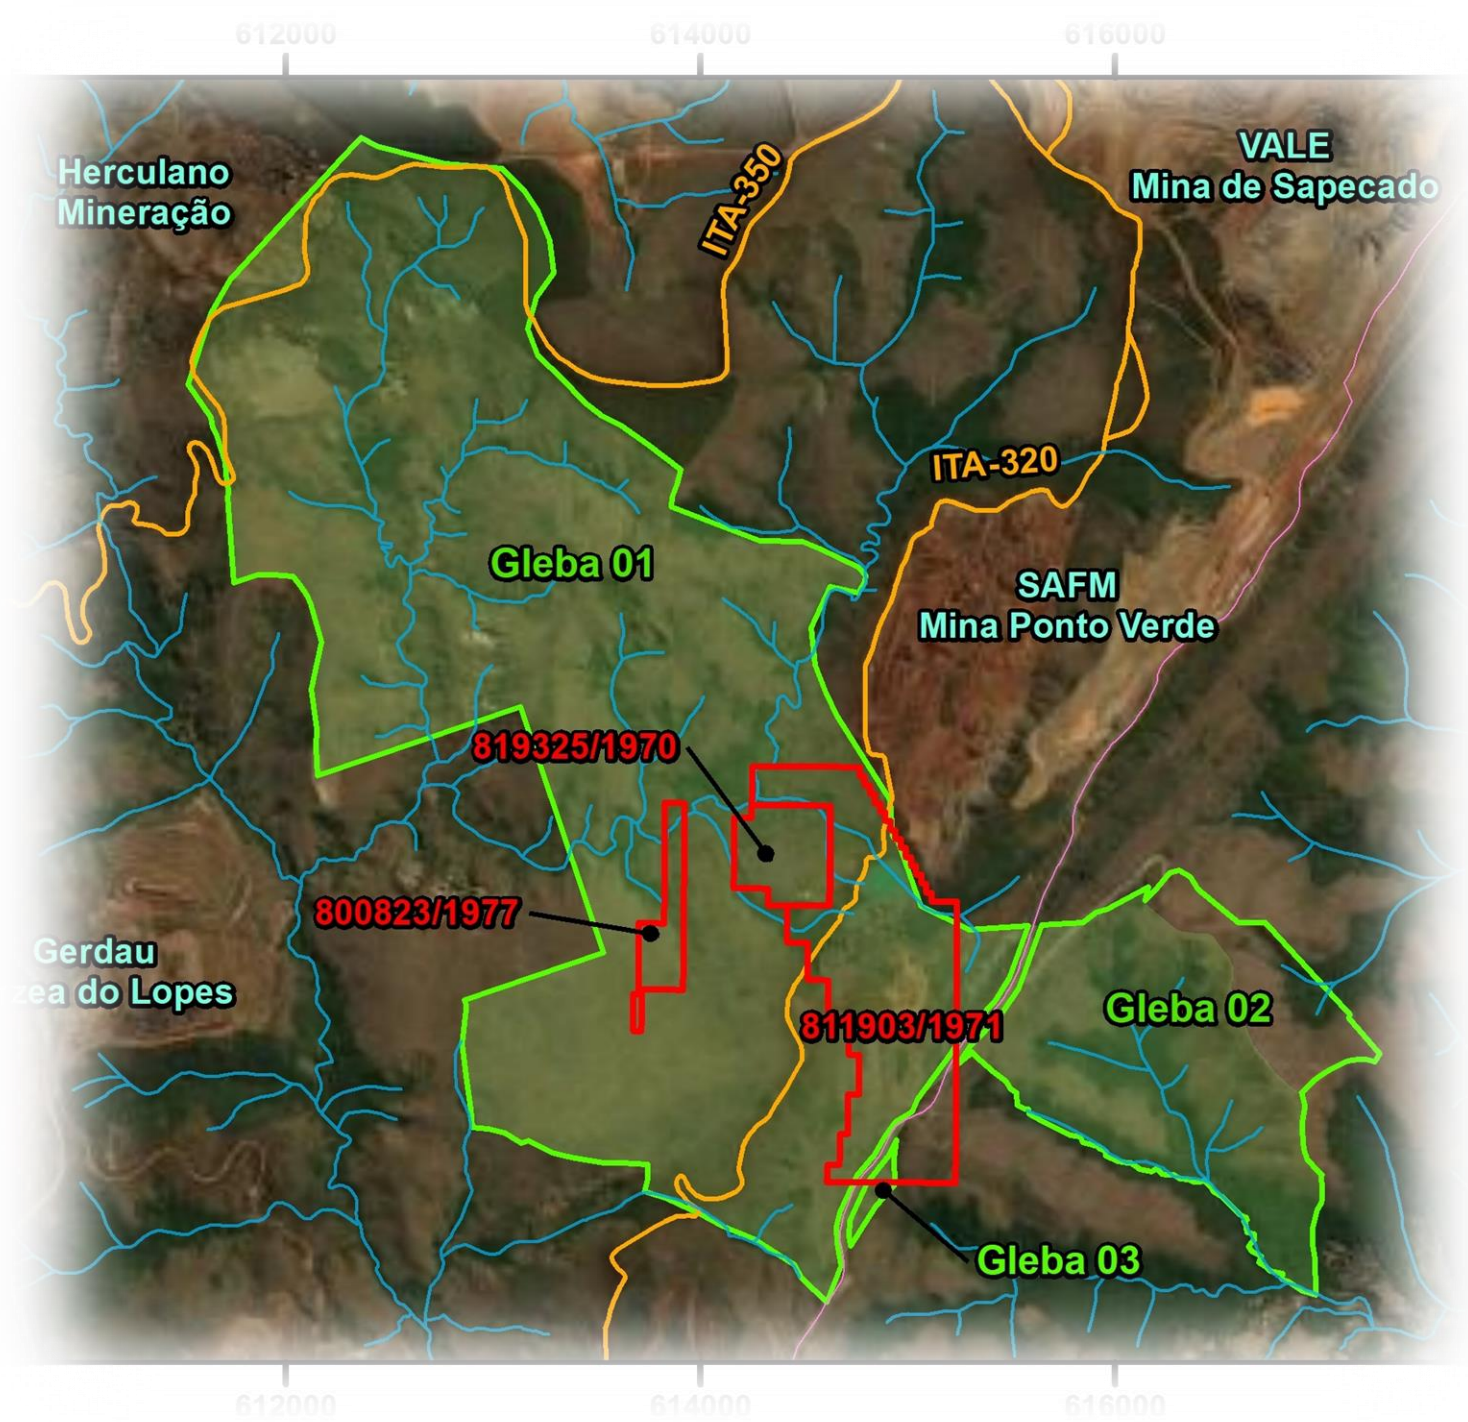 612000
614000
616000
Herculano
Mineração
ITA-350
VALE
Mina de Sapecado
ITA-320
Gleba 01
SAFM
Mina Ponto Verde
819325/1970
800823/1977
Gerdau
zea do Lopes
Gleba 02
811903/1971
Gleba 03
612000
614000
616000